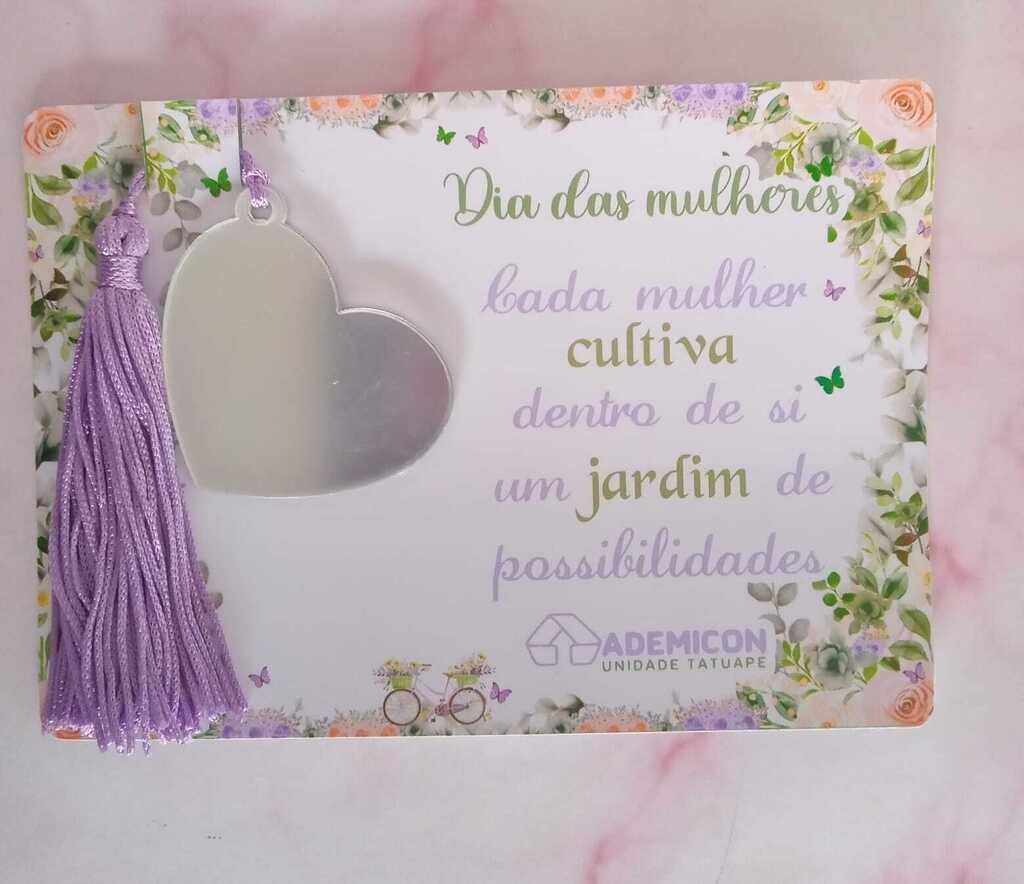 Dia das mulheres
Cada mulher
cultiva
dentro de si
um jardim de
possibilidades
ADEMICON
UNIDADE TATUAPE